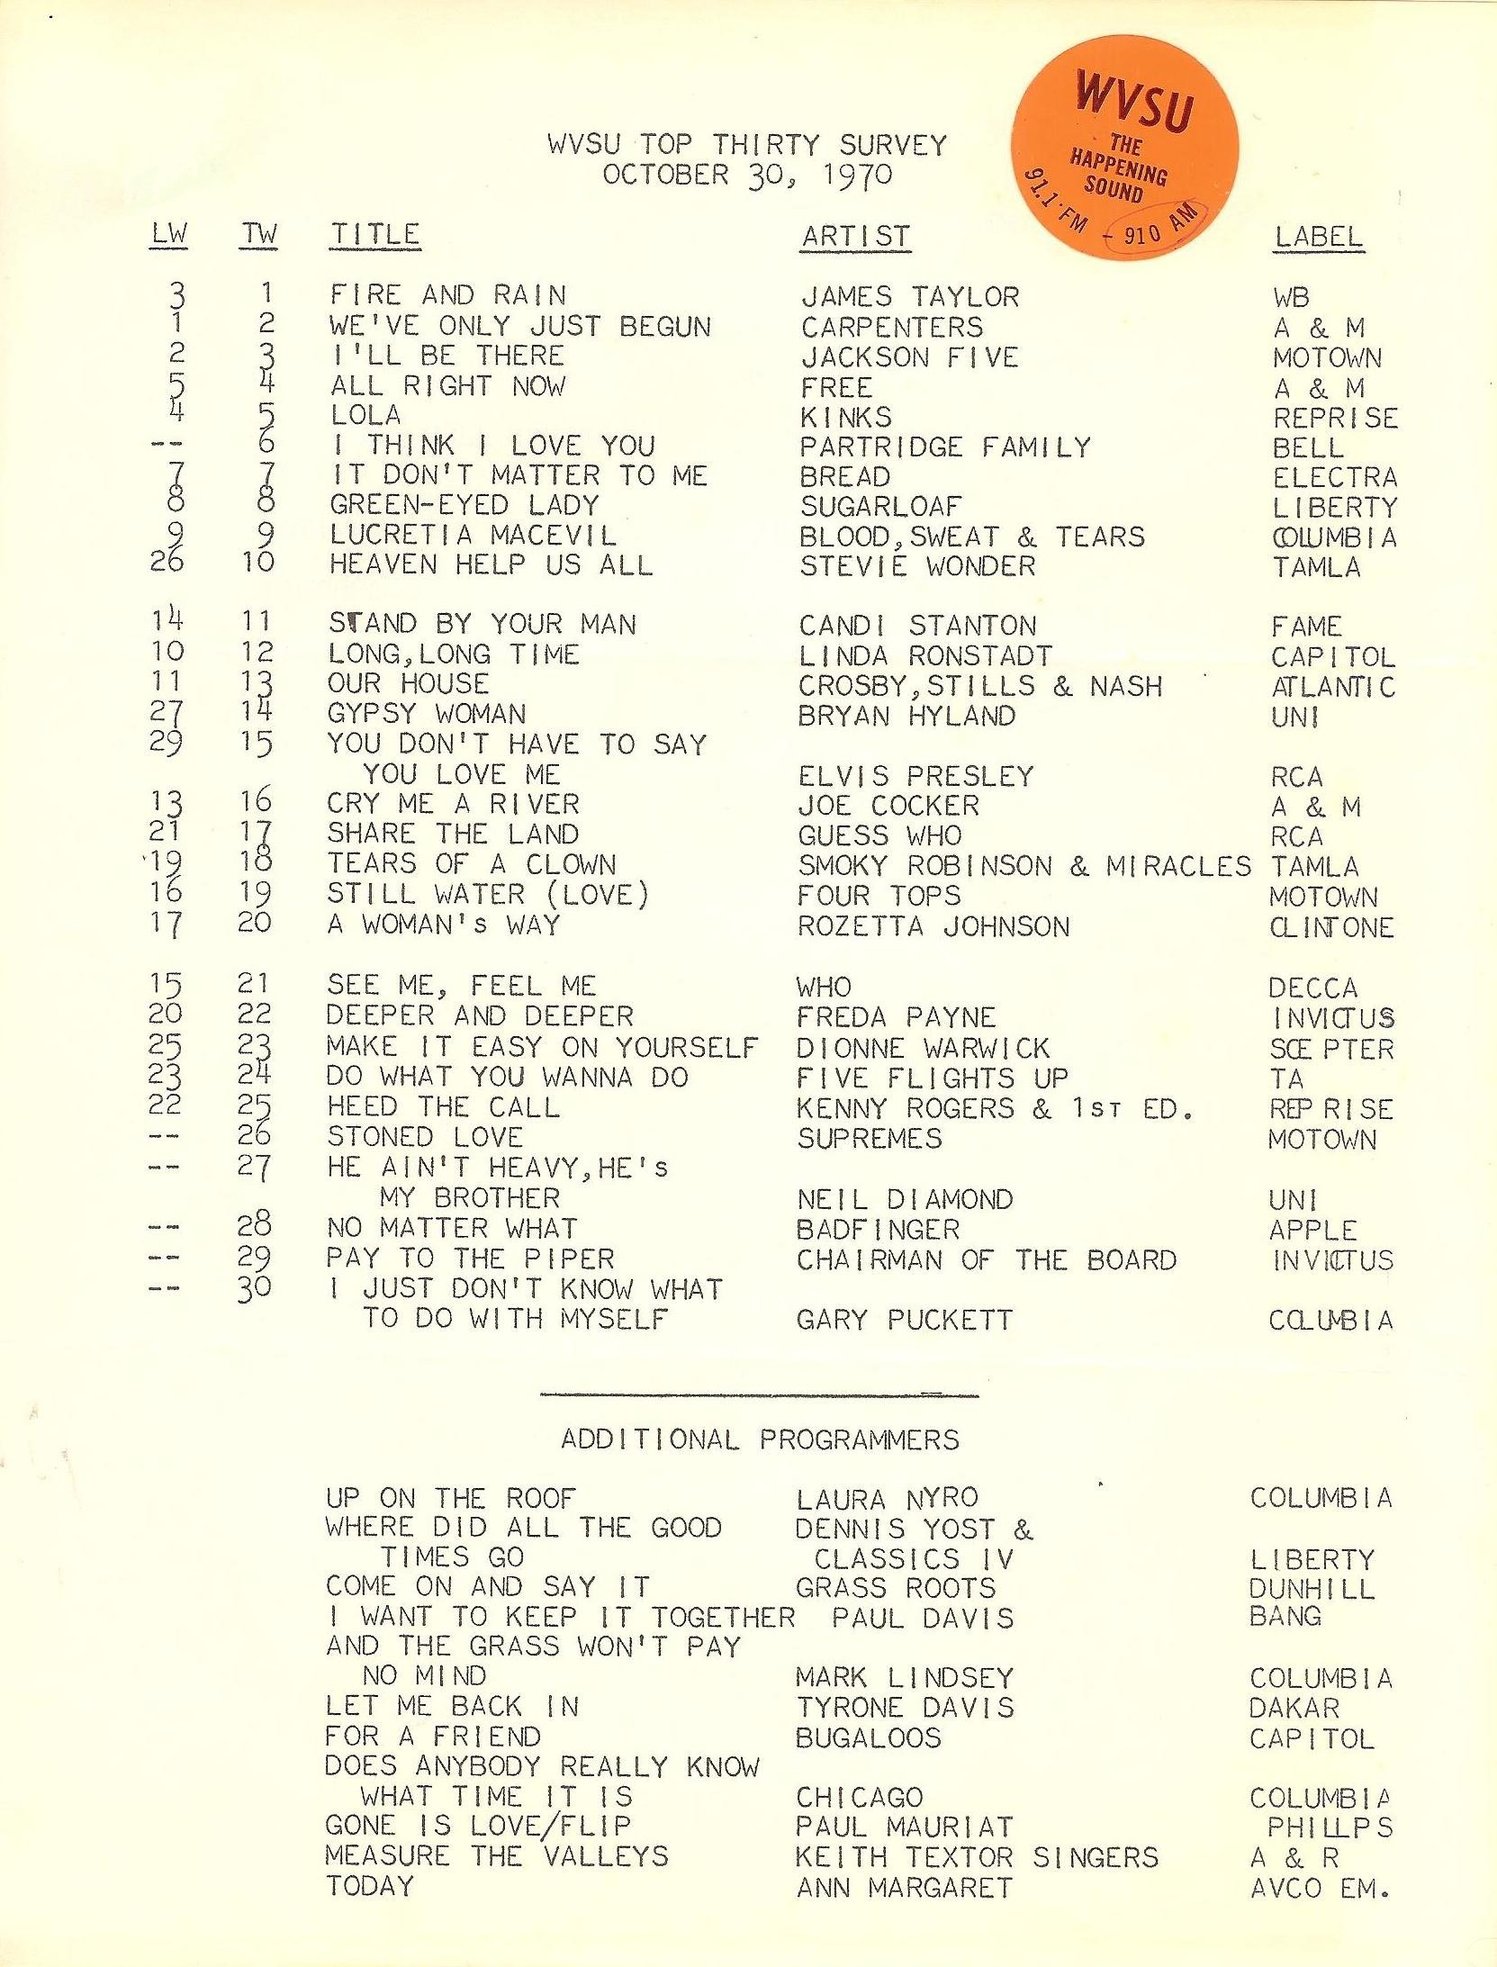 WVSU
THE
HAPPENING
SOUND
91.1·FM - 910 AM
WVSU TOP THIRTY SURVEY
OCTOBER 30, 1970
LW TW TITLE ARTIST LABEL
3 1 FIRE AND RAIN JAMES TAYLOR WB
1 2 WE'VE ONLY JUST BEGUN CARPENTERS A & M
2 3 I'LL BE THERE JACKSON FIVE MOTOWN
5 4 ALL RIGHT NOW FREE A & M
4 5 LOLA KINKS REPRISE
-- 6 I THINK I LOVE YOU PARTRIDGE FAMILY BELL
7 7 IT DON'T MATTER TO ME BREAD ELECTRA
8 8 GREEN-EYED LADY SUGARLOAF LIBERTY
9 9 LUCRETIA MACEVIL BLOOD,SWEAT & TEARS COLUMBIA
26 10 HEAVEN HELP US ALL STEVIE WONDER TAMLA
14 11 STAND BY YOUR MAN CANDI STANTON FAME
10 12 LONG,LONG TIME LINDA RONSTADT CAPITOL
11 13 OUR HOUSE CROSBY,STILLS & NASH ATLANTIC
27 14 GYPSY WOMAN BRYAN HYLAND UNI
29 15 YOU DON'T HAVE TO SAY
YOU LOVE ME ELVIS PRESLEY RCA
13 16 CRY ME A RIVER JOE COCKER A & M
21 17 SHARE THE LAND GUESS WHO RCA
19 18 TEARS OF A CLOWN SMOKY ROBINSON & MIRACLES TAMLA
16 19 STILL WATER (LOVE) FOUR TOPS MOTOWN
17 20 A WOMAN's WAY ROZETTA JOHNSON CLINTONE
15 21 SEE ME, FEEL ME WHO DECCA
20 22 DEEPER AND DEEPER FREDA PAYNE INVICTUS
25 23 MAKE IT EASY ON YOURSELF DIONNE WARWICK SCEPTER
23 24 DO WHAT YOU WANNA DO FIVE FLIGHTS UP TA
22 25 HEED THE CALL KENNY ROGERS & 1ST ED. REPRISE
-- 26 STONED LOVE SUPREMES MOTOWN
-- 27 HE AIN'T HEAVY,HE's
MY BROTHER NEIL DIAMOND UNI
-- 28 NO MATTER WHAT BADFINGER APPLE
-- 29 PAY TO THE PIPER CHAIRMAN OF THE BOARD INVICTUS
-- 30 I JUST DON'T KNOW WHAT
TO DO WITH MYSELF GARY PUCKETT COLUMBIA
ADDITIONAL PROGRAMMERS
UP ON THE ROOF LAURA NYRO COLUMBIA
WHERE DID ALL THE GOOD DENNIS YOST &
TIMES GO CLASSICS IV LIBERTY
COME ON AND SAY IT GRASS ROOTS DUNHILL
I WANT TO KEEP IT TOGETHER PAUL DAVIS BANG
AND THE GRASS WON'T PAY
NO MIND MARK LINDSEY COLUMBIA
LET ME BACK IN TYRONE DAVIS DAKAR
FOR A FRIEND BUGALOOS CAPITOL
DOES ANYBODY REALLY KNOW
WHAT TIME IT IS CHICAGO COLUMBIA
GONE IS LOVE/FLIP PAUL MAURIAT PHILLPS
MEASURE THE VALLEYS KEITH TEXTOR SINGERS A & R
TODAY ANN MARGARET AVCO EM.